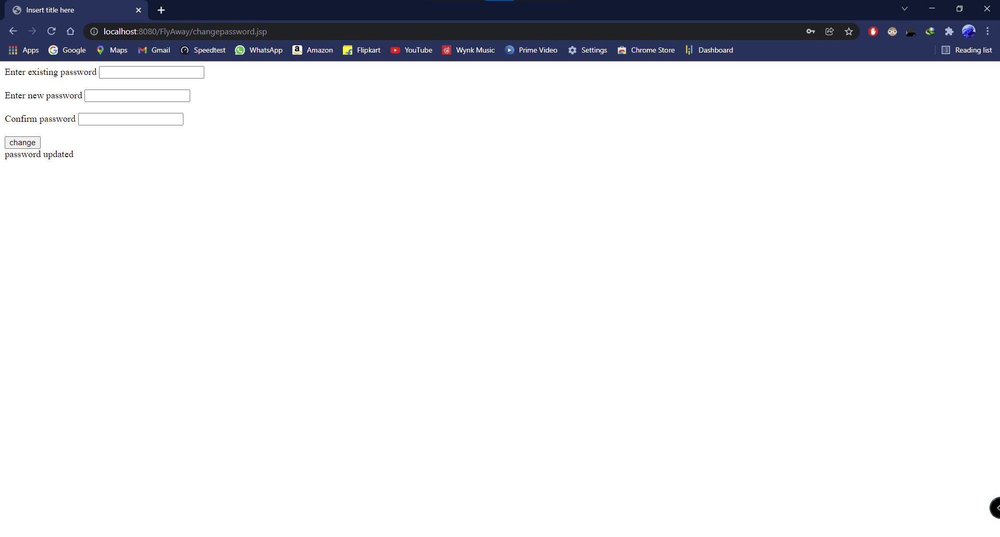 Insert title here
localhost:8080/FlyAway/changepassword.jsp
Apps Google Maps Gmail Speedtest WhatsApp Amazon Flipkart YouTube Wynk Music Prime Video Settings Chrome Store Dashboard Reading list
Enter existing password
Enter new password
Confirm password
change
password updated